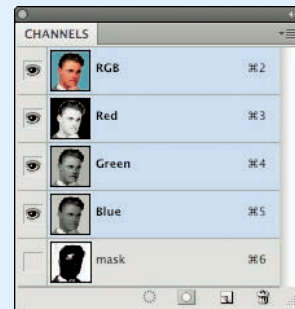 CHANNELS
RGB ⌘2
Red ⌘3
Green ⌘4
Blue ⌘5
mask ⌘6